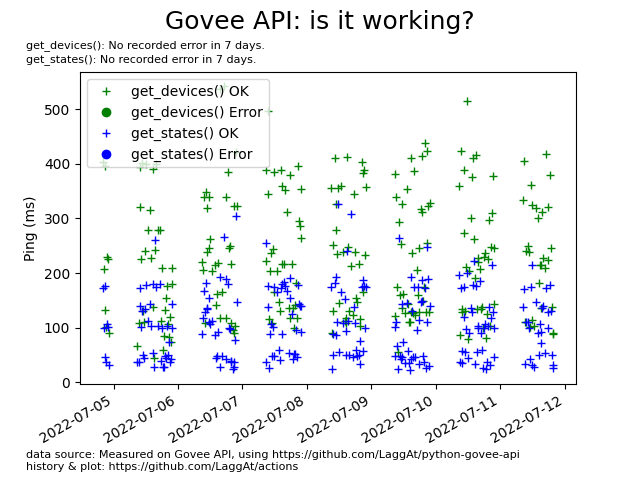 Govee API: is it working?
get_devices(): No recorded error in 7 days.
get_states(): No recorded error in 7 days.
get_devices() OK
get_devices() Error
get_states() OK
get_states() Error
Ping (ms)
500
400
300
200
100
0
2022-07-05
2022-07-06
2022-07-07
2022-07-08
2022-07-09
2022-07-10
2022-07-11
2022-07-12
data source: Measured on Govee API, using https://github.com/LaggAt/python-govee-api
history & plot: https://github.com/LaggAt/actions